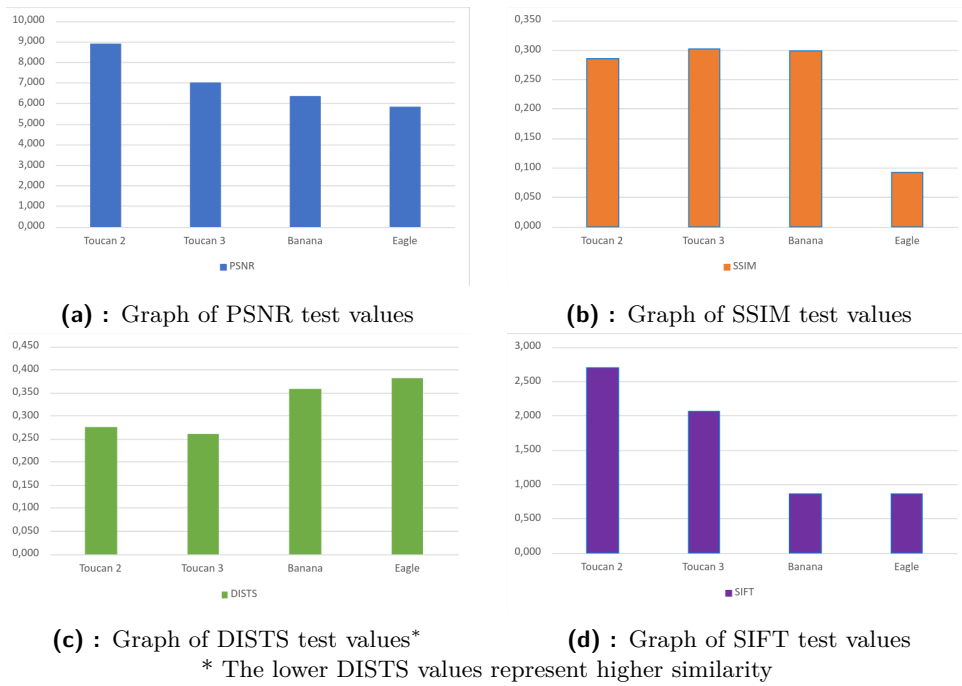 10,000
9,000
8,000
7,000
6,000
5,000
4,000
3,000
2,000
1,000
0,000
Toucan 2 Toucan 3 Banana Eagle
PSNR
(a) : Graph of PSNR test values
0,350
0,300
0,250
0,200
0,150
0,100
0,050
0,000
Toucan 2 Toucan 3 Banana Eagle
SSIM
(b) : Graph of SSIM test values
0,450
0,400
0,350
0,300
0,250
0,200
0,150
0,100
0,050
0,000
Toucan 2 Toucan 3 Banana Eagle
DISTS
(c) : Graph of DISTS test values*
3,000
2,500
2,000
1,500
1,000
0,500
0,000
Toucan 2 Toucan 3 Banana Eagle
SIFT
(d) : Graph of SIFT test values
* The lower DISTS values represent higher similarity